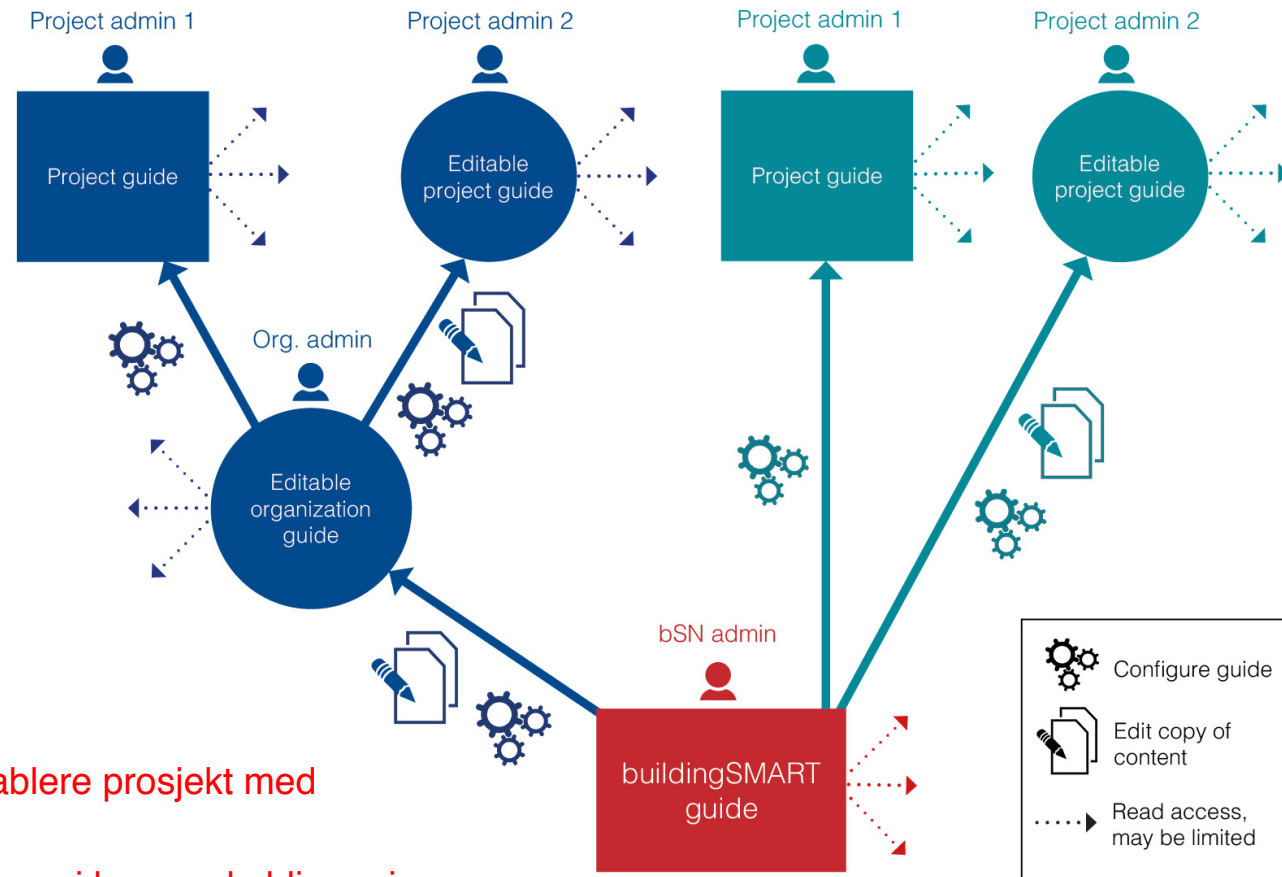 Project admin 1
Project admin 2
Project admin 1
Project admin 2
Project guide
Editable
project guide
Project guide
Editable
project guide
Org. admin
Editable
organization
guide
bSN admin
buildingSMART
guide
Configure guide
Edit copy of
content
Read access,
may be limited
ablere prosjekt med